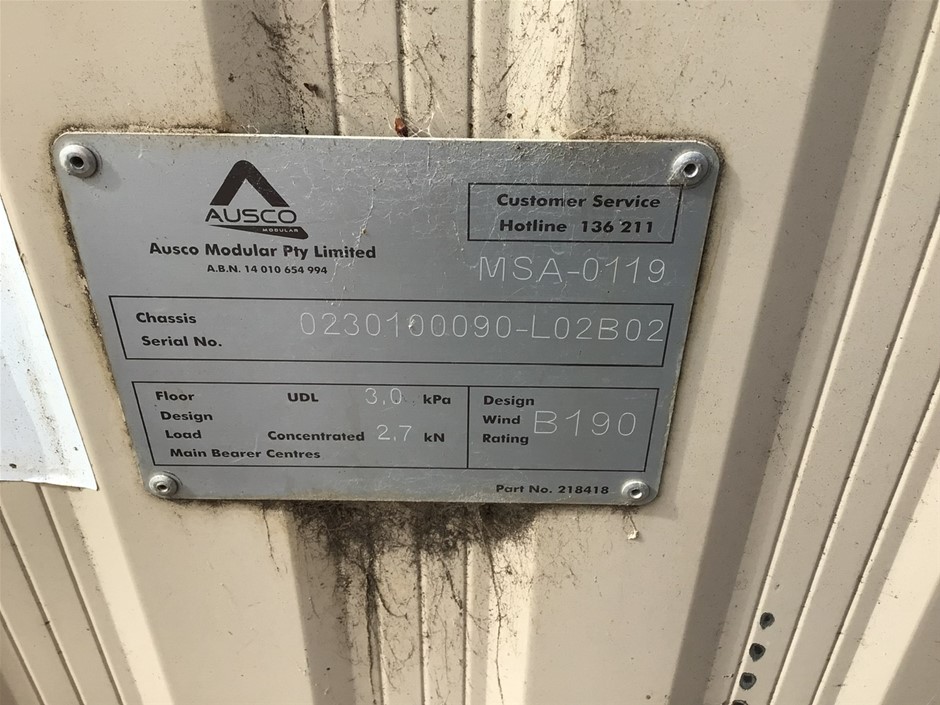 AUSCO
MODULAR
Ausco Modular Pty Limited
A.B.N. 14 010 654 994
Customer Service
Hotline 136 211
MSA-0119
Chassis
Serial No.
0230100090-L02B02
Floor UDL 3,0 kPa
Design
Load Concentrated 2,7 kN
Main Bearer Centres
Design
Wind
Rating
B190
Part No. 218418